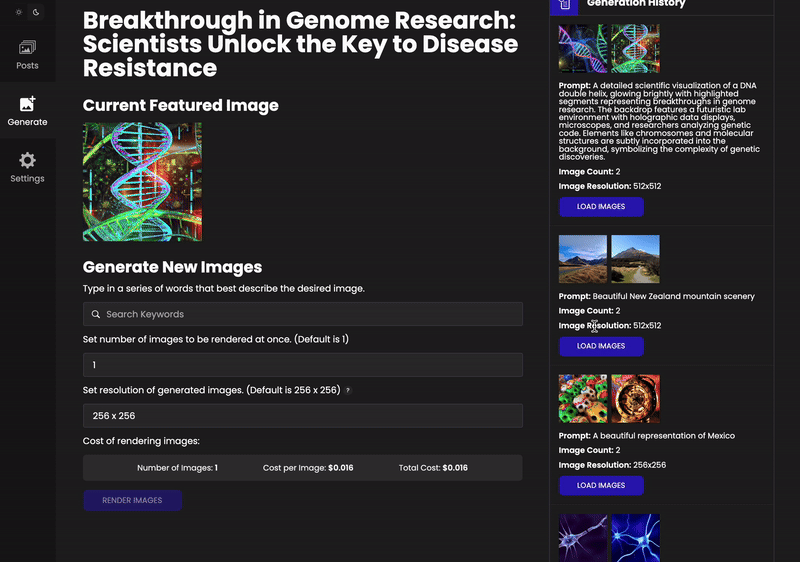 Posts
Generate
Settings
Breakthrough in Genome Research:
Scientists Unlock the Key to Disease
Resistance
Current Featured Image
Generate New Images
Type in a series of words that best describe the desired image.
Search Keywords
Set number of images to be rendered at once. (Default is 1)
1
Set resolution of generated images. (Default is 256 x 256) ?
256 x 256
Cost of rendering images:
Number of Images: 1 Cost per Image: $0.016 Total Cost: $0.016
RENDER IMAGES
Generation History
Prompt: A detailed scientific visualization of a DNA
double helix, glowing brightly with highlighted
segments representing breakthroughs in genome
research. The backdrop features a futuristic lab
environment with holographic data displays,
microscopes, and researchers analyzing genetic
code. Elements like chromosomes and molecular
structures are subtly incorporated into the
background, symbolizing the complexity of genetic
discoveries.
Image Count: 2
Image Resolution: 512x512
LOAD IMAGES
Prompt: Beautiful New Zealand mountain scenery
Image Count: 2
Image Resolution: 512x512
LOAD IMAGES
Prompt: A beautiful representation of Mexico
Image Count: 2
Image Resolution: 256x256
LOAD IMAGES